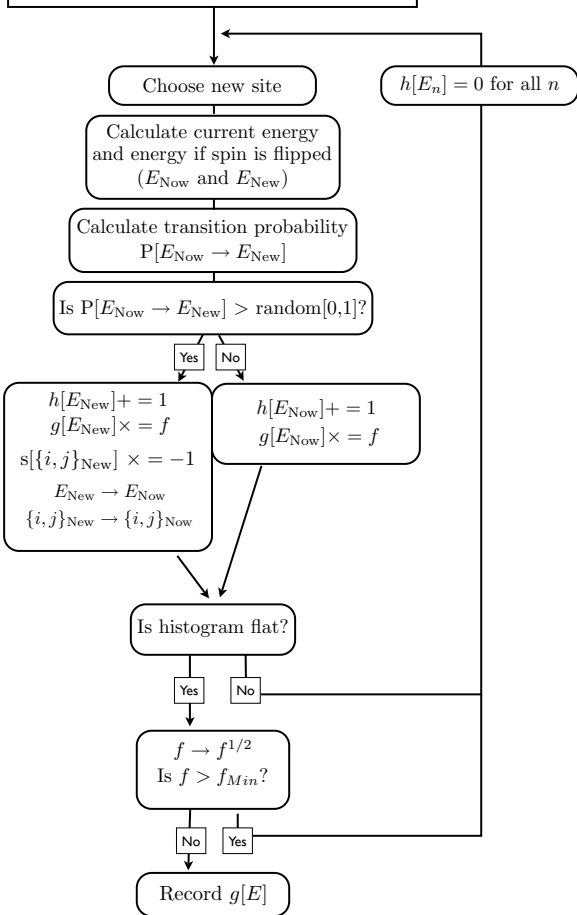 Choose new site
h[E_n] = 0 for all n
Calculate current energy
and energy if spin is flipped
(E_Now and E_New)
Calculate transition probability
P[E_Now → E_New]
Is P[E_Now → E_New] > random[0,1]?
Yes
No
h[E_New]+ = 1
g[E_New]× = f
s[{i, j}_New] × = −1
E_New → E_Now
{i, j}_New → {i, j}_Now
h[E_Now]+ = 1
g[E_Now]× = f
Is histogram flat?
Yes
No
f → f^{1/2}
Is f > f_{Min}?
No
Yes
Record g[E]